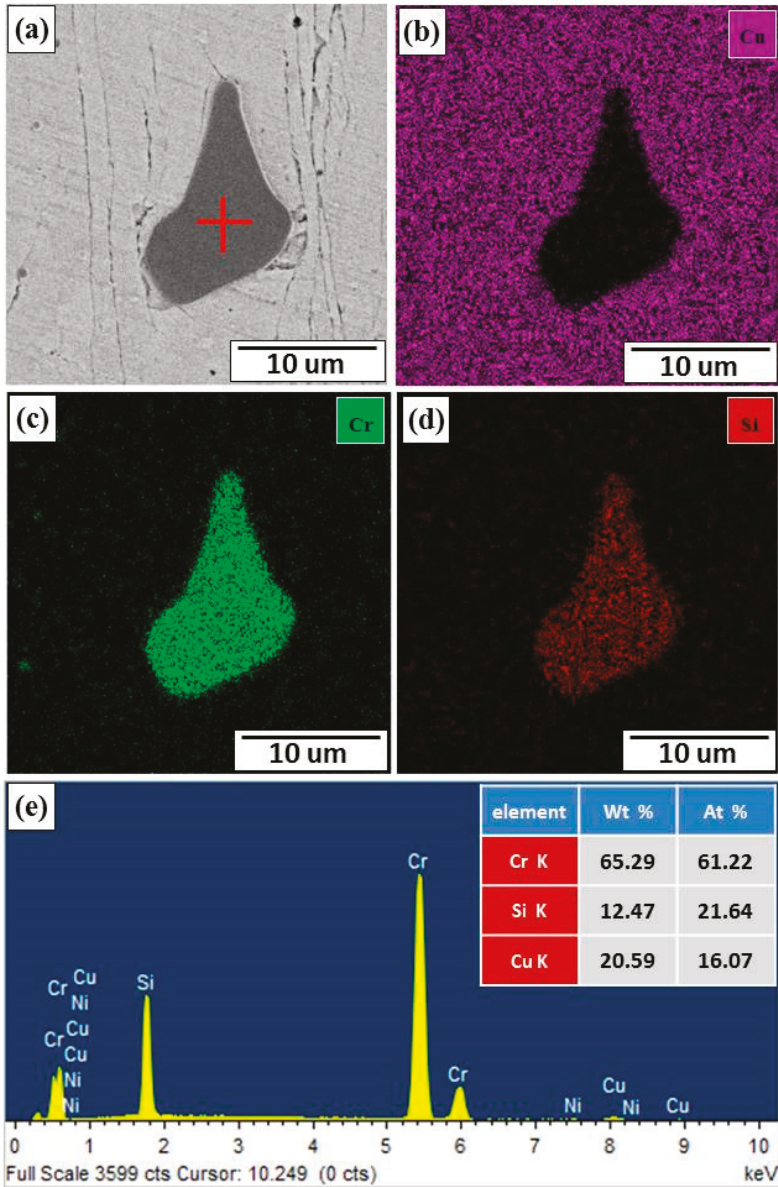 (a)
10 um
(b)
Cu
10 um
(c)
Cr
10 um
(d)
Si
10 um
(e)
element Wt % At %
Cr K 65.29 61.22
Si K 12.47 21.64
Cu K 20.59 16.07
Cr
Cu
Cr
Ni
Si
Cr
Cu
Cu
Ni
Ni
Cr
Ni
Cu
Ni
Cu
0 1 2 3 4 5 6 7 8 9 10
Full Scale 3599 cts Cursor: 10.249 (0 cts)
keV